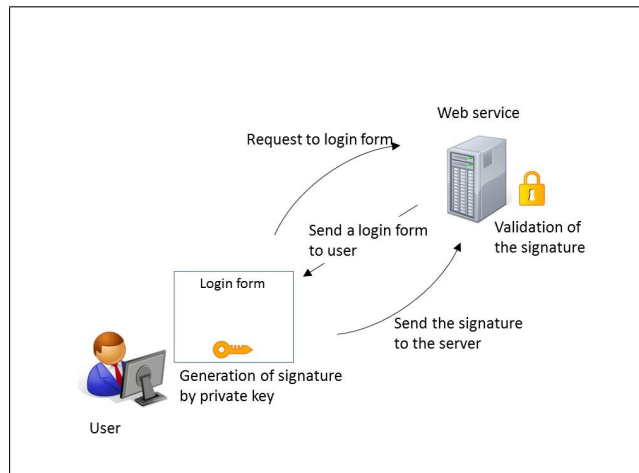 Web service
Request to login form
Send a login form
to user
Validation of
the signature
Login form
Send the signature
to the server
Generation of signature
by private key
User